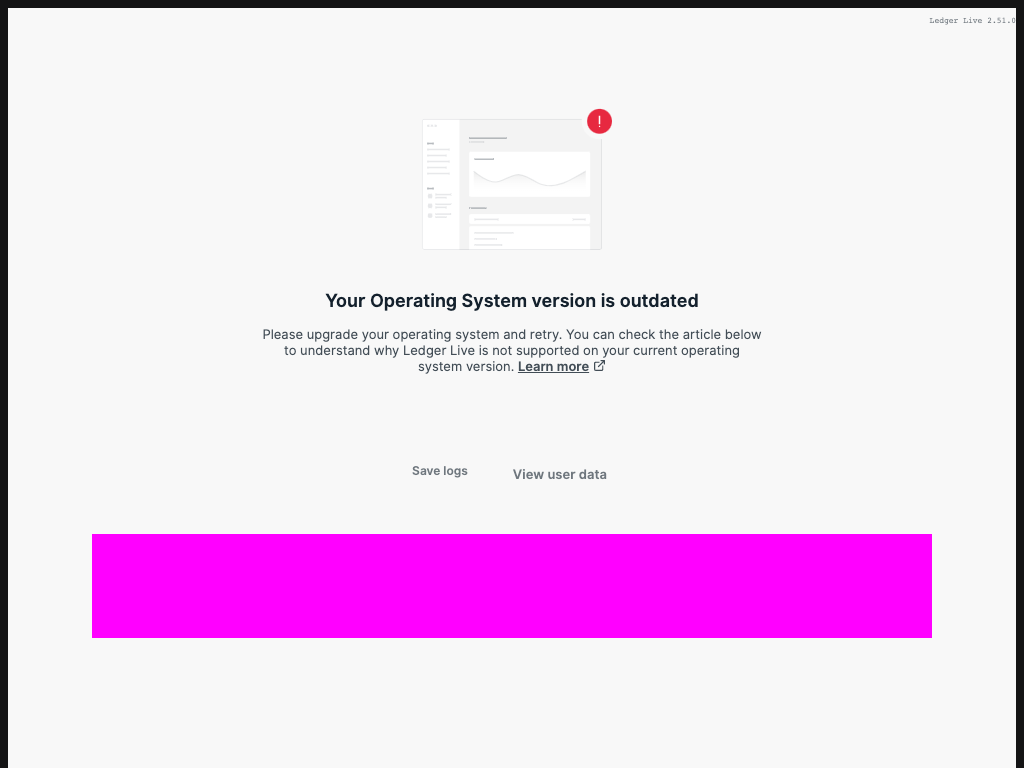 Ledger Live 2.51.0
!
Your Operating System version is outdated
Please upgrade your operating system and retry. You can check the article below
to understand why Ledger Live is not supported on your current operating
system version. Learn more
Save logs
View user data